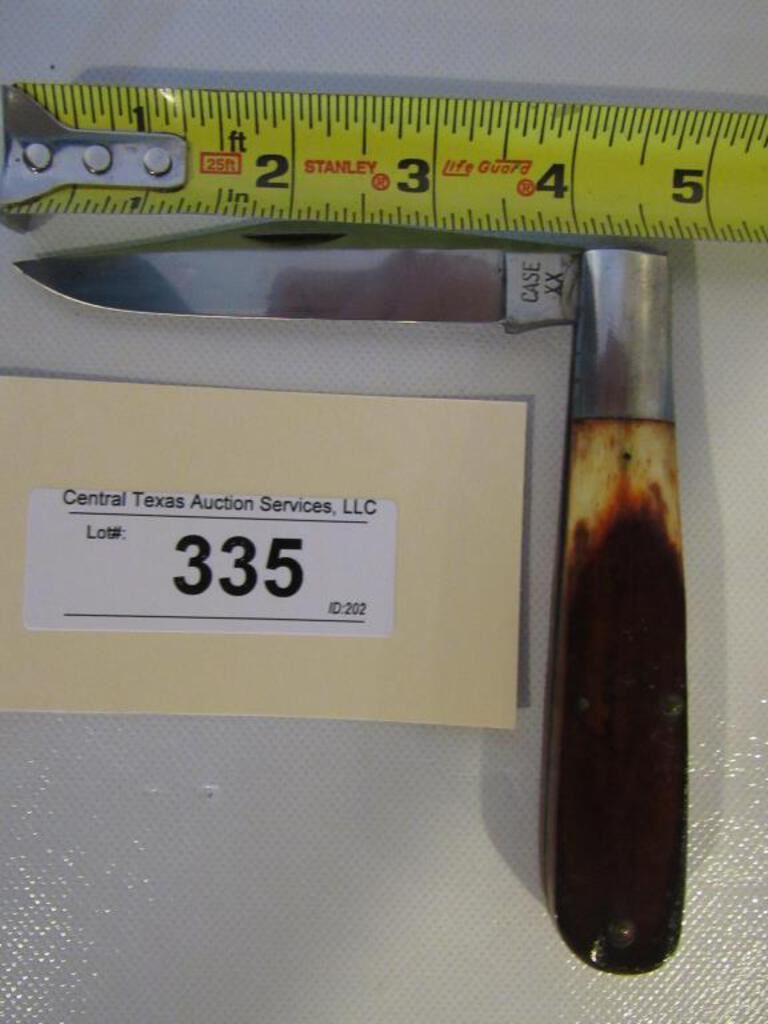 1 ft 25ft 2 STANLEY® 3 Life Guard® 4 5
1 in
CASE
XX
Central Texas Auction Services, LLC
Lot#:
335
ID:202